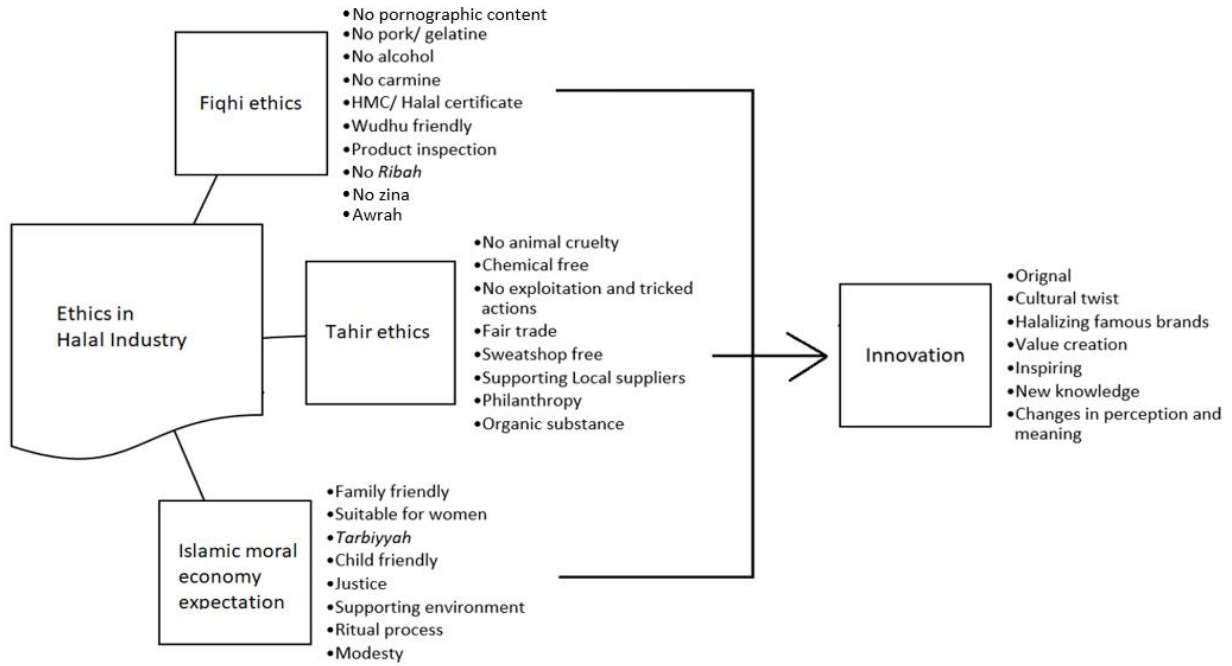 •No pornographic content
•No pork/ gelatine
•No alcohol
•No carmine
•HMC/ Halal certificate
•Wudhu friendly
•Product inspection
•No Ribah
•No zina
•Awrah
Fiqhi ethics
Ethics in
Halal Industry
Tahir ethics
•No animal cruelty
•Chemical free
•No exploitation and tricked
actions
•Fair trade
•Sweatshop free
•Supporting Local suppliers
•Philanthropy
•Organic substance
Islamic moral
economy
expectation
•Family friendly
•Suitable for women
•Tarbiyyah
•Child friendly
•Justice
•Supporting environment
•Ritual process
•Modesty
Innovation
•Orignal
•Cultural twist
•Halalizing famous brands
•Value creation
•Inspiring
•New knowledge
•Changes in perception and
meaning